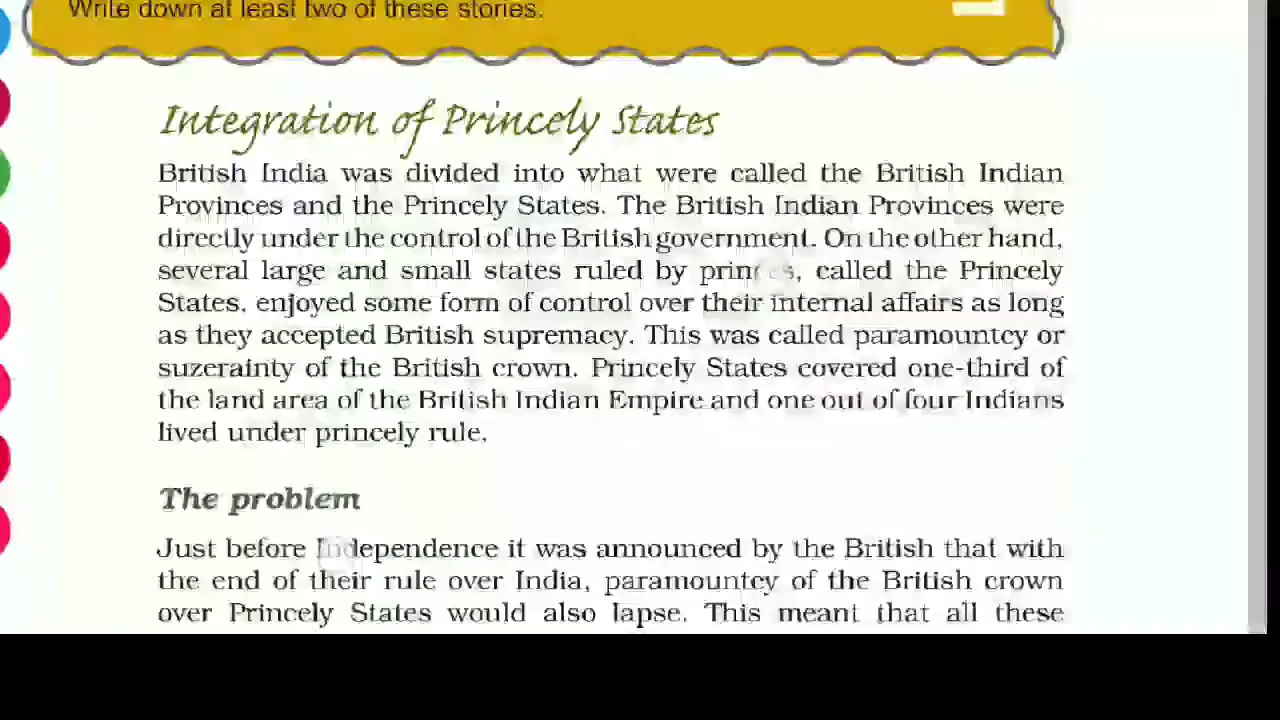 Write down at least two of these stories.
Integration of Princely States
British India was divided into what were called the British Indian
Provinces and the Princely States. The British Indian Provinces were
directly under the control of the British government. On the other hand,
several large and small states ruled by princes, called the Princely
States, enjoyed some form of control over their internal affairs as long
as they accepted British supremacy. This was called paramountcy or
suzerainty of the British crown. Princely States covered one-third of
the land area of the British Indian Empire and one out of four Indians
lived under princely rule.
The problem
Just before Independence it was announced by the British that with
the end of their rule over India, paramountcy of the British crown
over Princely States would also lapse. This meant that all these